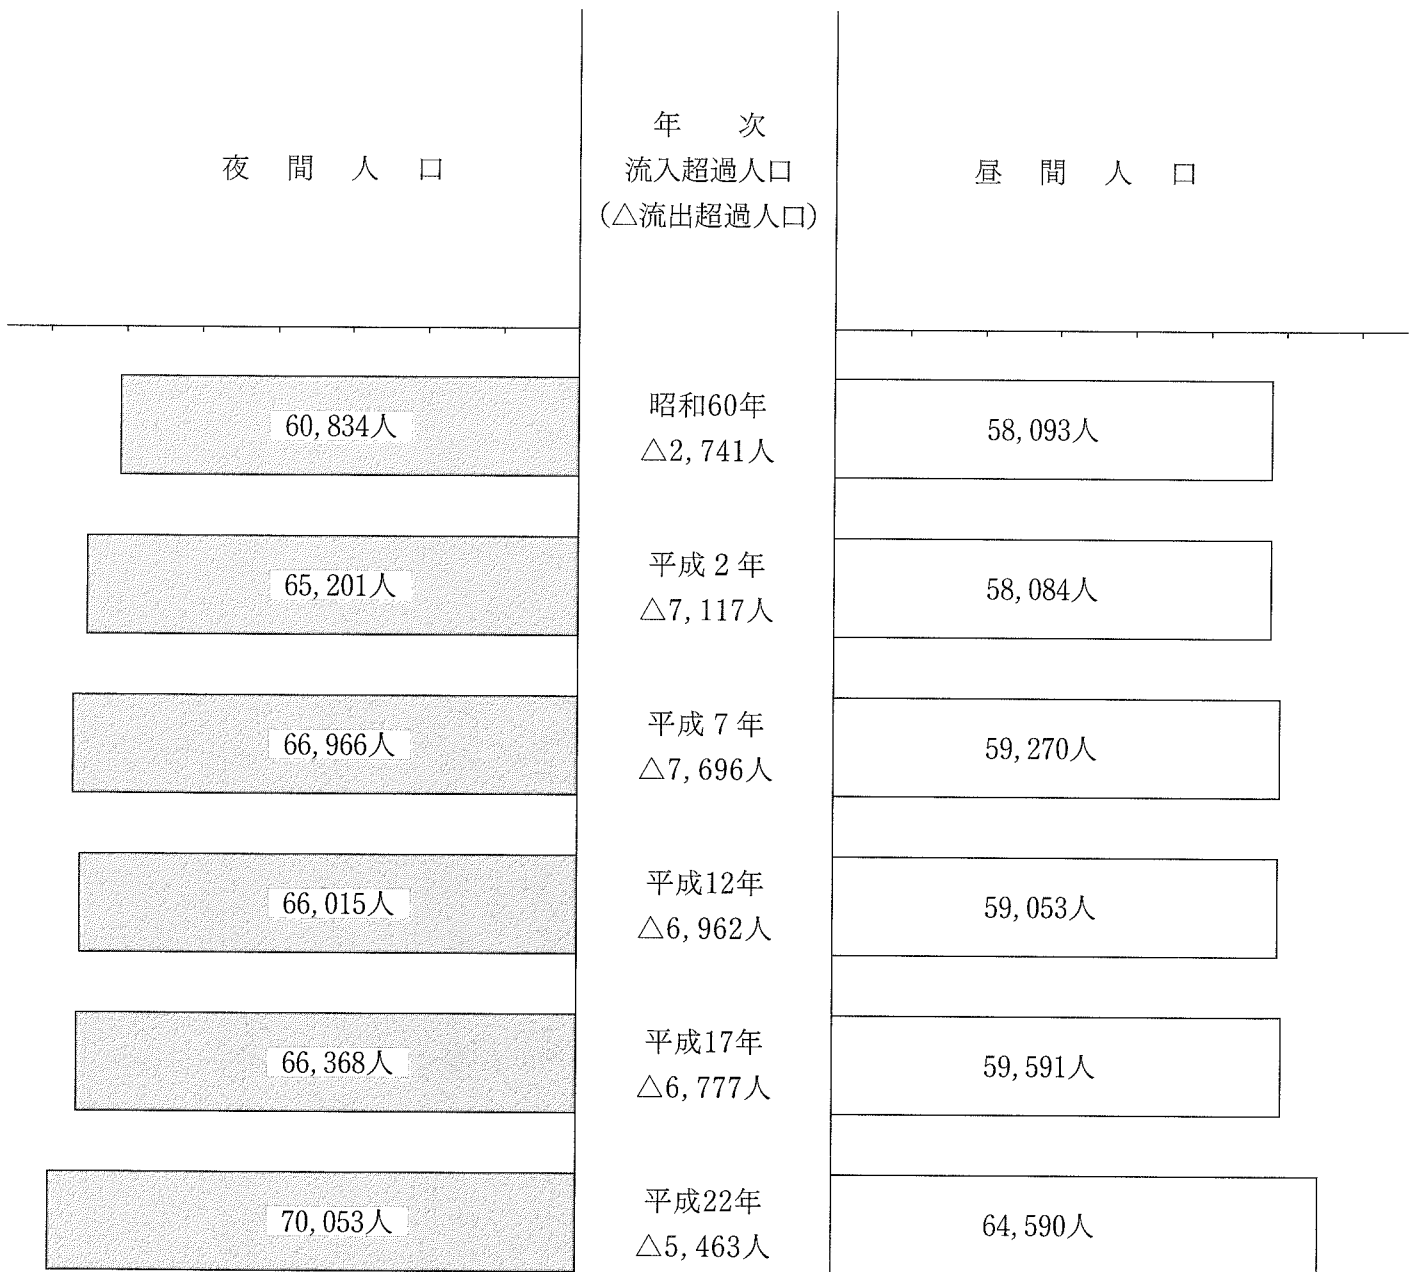 夜間人口
年次
流入超過人口
(△流出超過人口)
昼間人口
60,834人
昭和60年
△2,741人
58,093人
65,201人
平成2年
△7,117人
58,084人
66,966人
平成7年
△7,696人
59,270人
66,015人
平成12年
△6,962人
59,053人
66,368人
平成17年
△6,777人
59,591人
70,053人
平成22年
△5,463人
64,590人